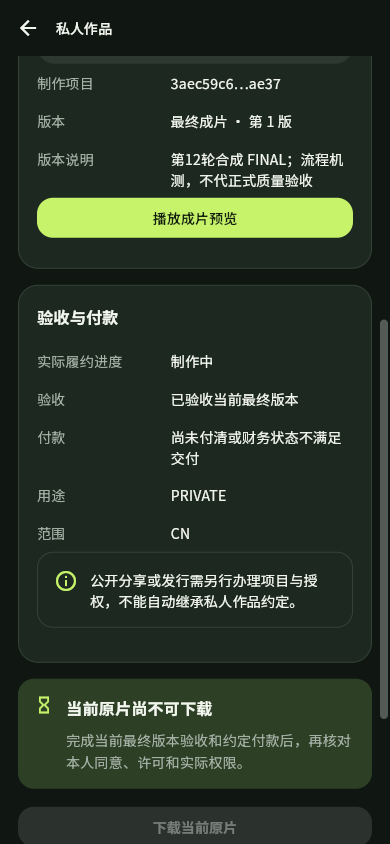 私人作品
制作项目 3aec59c6...ae37
版本 最终成片 · 第 1 版
版本说明 第12轮合成 FINAL；流程机
测，不代正式质量验收
播放成片预览
验收与付款
实际履约进度 制作中
验收 已验收当前最终版本
付款 尚未付清或财务状态不满足
交付
用途 PRIVATE
范围 CN
公开分享或发行需另行办理项目与授
权，不能自动继承私人作品约定。
当前原片尚不可下载
完成当前最终版本验收和约定付款后，再核对
本人同意、许可和实际权限。
下载当前原片